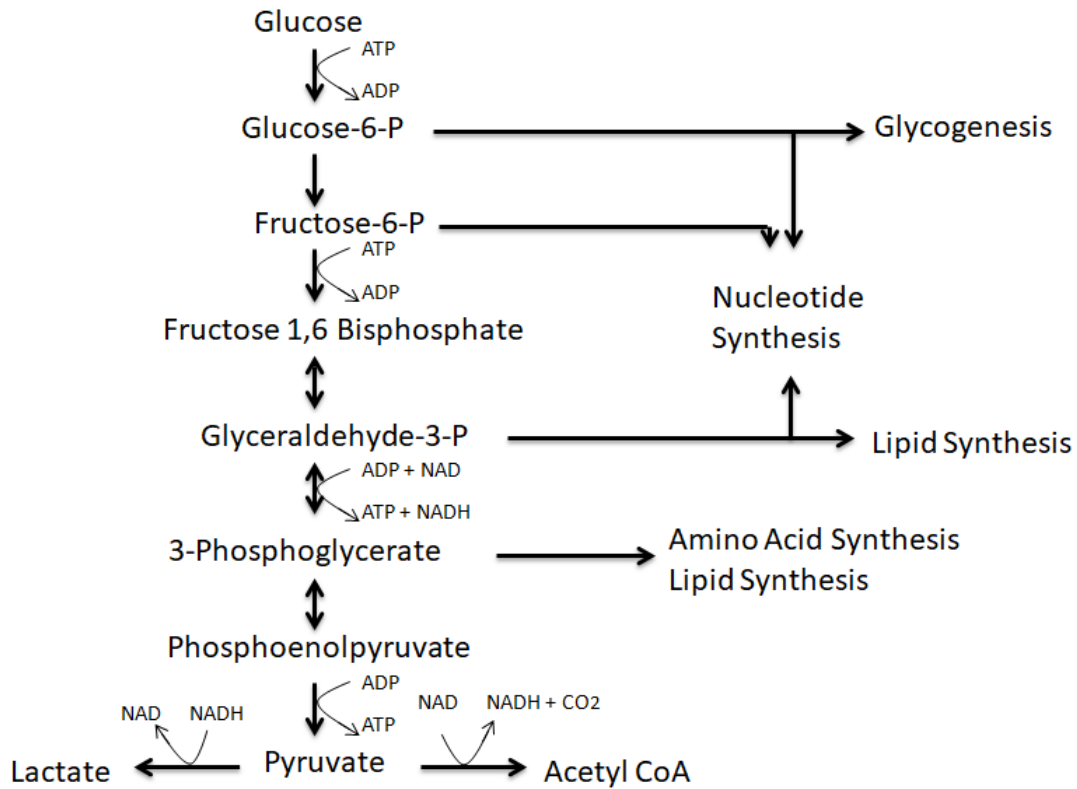 Glucose
ATP
ADP
Glucose-6-P
Glycogenesis
Fructose-6-P
ATP
ADP
Nucleotide
Synthesis
Fructose 1,6 Bisphosphate
Glyceraldehyde-3-P
Lipid Synthesis
ADP + NAD
ATP + NADH
3-Phosphoglycerate
Amino Acid Synthesis
Lipid Synthesis
Phosphoenolpyruvate
ADP
ATP
NAD
NADH
NAD
NADH + CO2
Lactate
Pyruvate
Acetyl CoA